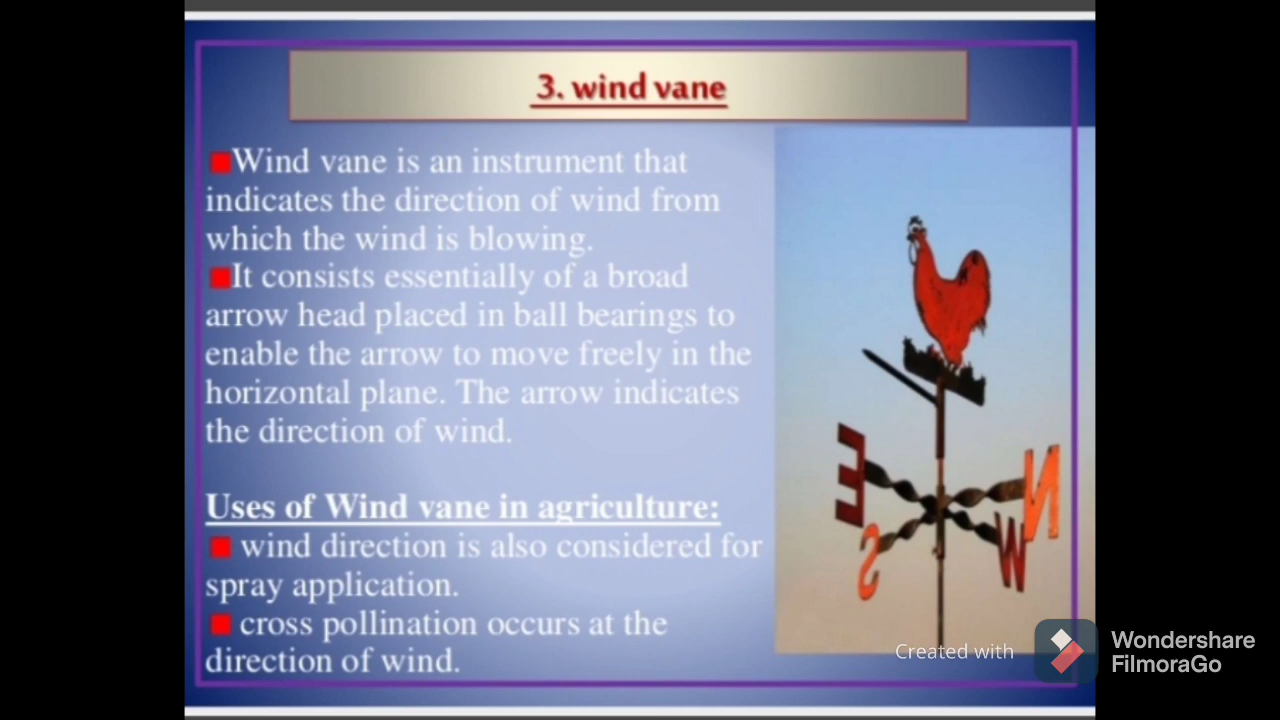 3. wind vane
Wind vane is an instrument that
indicates the direction of wind from
which the wind is blowing.
It consists essentially of a broad
arrow head placed in ball bearings to
enable the arrow to move freely in the
horizontal plane. The arrow indicates
the direction of wind.
Uses of Wind vane in agriculture:
wind direction is also considered for
spray application.
cross pollination occurs at the
direction of wind.
E
N
S
W
Created with
Wondershare
FilmoraGo